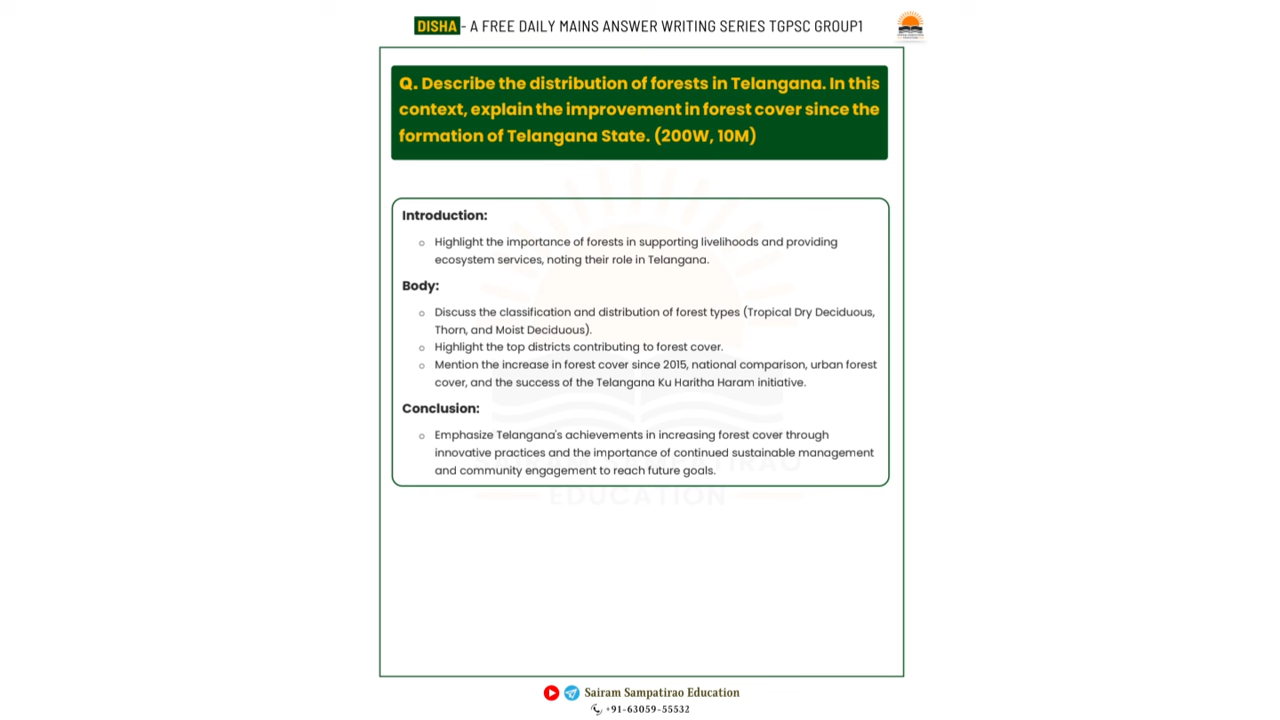 DISHA - A FREE DAILY MAINS ANSWER WRITING SERIES TGPSC GROUP1
Q. Describe the distribution of forests in Telangana. In this
context, explain the improvement in forest cover since the
formation of Telangana State. (200W, 10M)
Introduction:
Highlight the importance of forests in supporting livelihoods and providing
ecosystem services, noting their role in Telangana.
Body:
Discuss the classification and distribution of forest types (Tropical Dry Deciduous,
Thorn, and Moist Deciduous).
Highlight the top districts contributing to forest cover.
Mention the increase in forest cover since 2015, national comparison, urban forest
cover, and the success of the Telangana Ku Haritha Haram initiative.
Conclusion:
Emphasize Telangana's achievements in increasing forest cover through
innovative practices and the importance of continued sustainable management
and community engagement to reach future goals.
EDUCATION
Sairam Sampatirao Education
+91-63059-55532